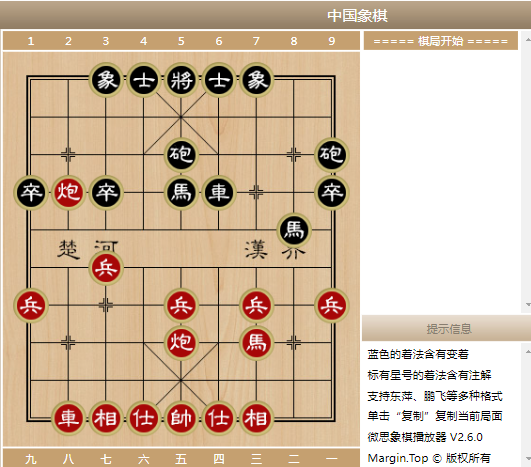 中国象棋
1 2 3 4 5 6 7 8 9
===== 棋局开始 =====
象 士 將 士 象
砲 砲
卒 炮 卒 馬 車 卒
馬
楚 河 漢 界
兵
兵 兵 兵 兵
炮 馬
車 相 仕 帥 仕 相
九 八 七 六 五 四 三 二 一
提示信息
蓝色的着法含有变着
标有星号的着法含有注解
支持东萍、鹏飞等多种格式
单击“复制”复制当前局面
微思象棋播放器 V2.6.0
Margin.Top © 版权所有